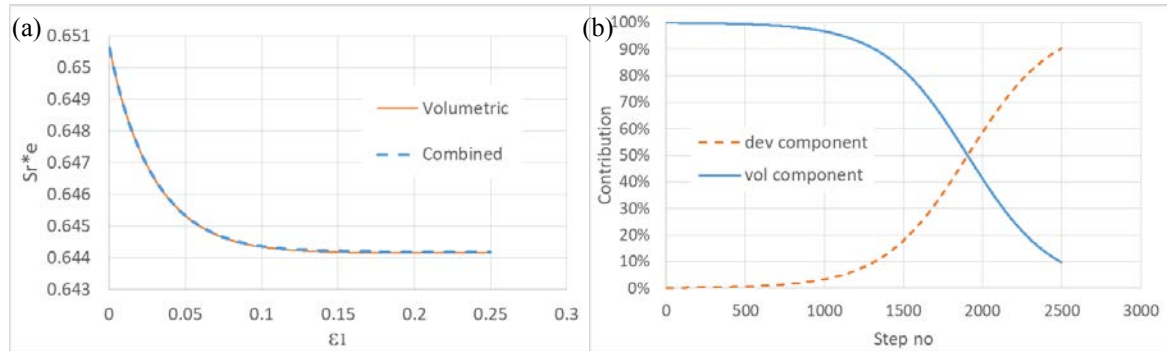 (a)
0.651
0.65
0.649
0.648
0.647
0.646
0.645
0.644
0.643
Sr*e
Volumetric
Combined
0 0.05 0.1 0.15 0.2 0.25 0.3
ε1
(b)
100%
90%
80%
70%
60%
50%
40%
30%
20%
10%
0%
Contribution
dev component
vol component
0 500 1000 1500 2000 2500 3000
Step no